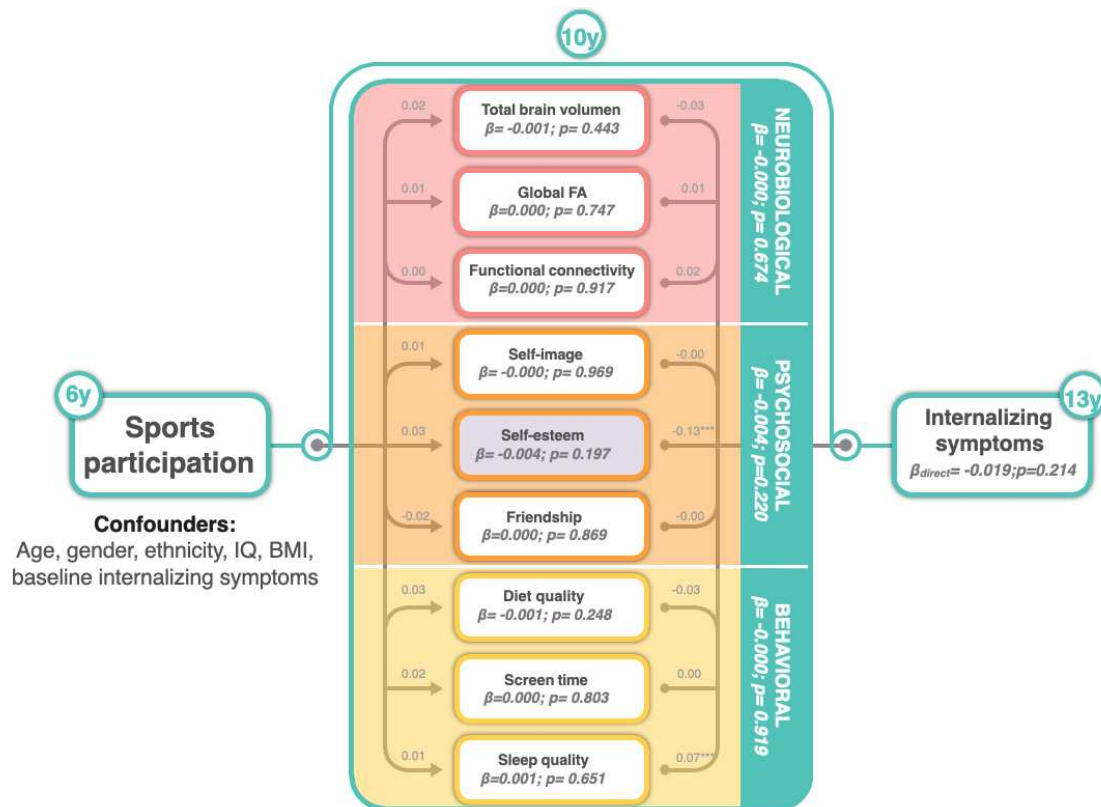 10y
0.02
Total brain volumen
β= -0.001; p= 0.443
-0.03
0.01
Global FA
β=0.000; p= 0.747
0.01
0.00
Functional connectivity
β=0.000; p= 0.917
0.02
NEUROBIOLOGICAL
β= -0.000; p= 0.674
0.01
Self-image
β= -0.000; p= 0.969
-0.00
0.03
Self-esteem
β= -0.004; p= 0.197
-0.13***
-0.02
Friendship
β=0.000; p= 0.869
-0.00
PSYCHOSOCIAL
β= -0.004; p=0.220
0.03
Diet quality
β= -0.001; p= 0.248
-0.03
0.02
Screen time
β=0.000; p= 0.803
0.00
0.01
Sleep quality
β=0.001; p= 0.651
0.07***
BEHAVIORAL
β= -0.000; p= 0.919
6y
Sports
participation
Confounders:
Age, gender, ethnicity, IQ, BMI,
baseline internalizing symptoms
13y
Internalizing
symptoms
βdirect= -0.019;p=0.214